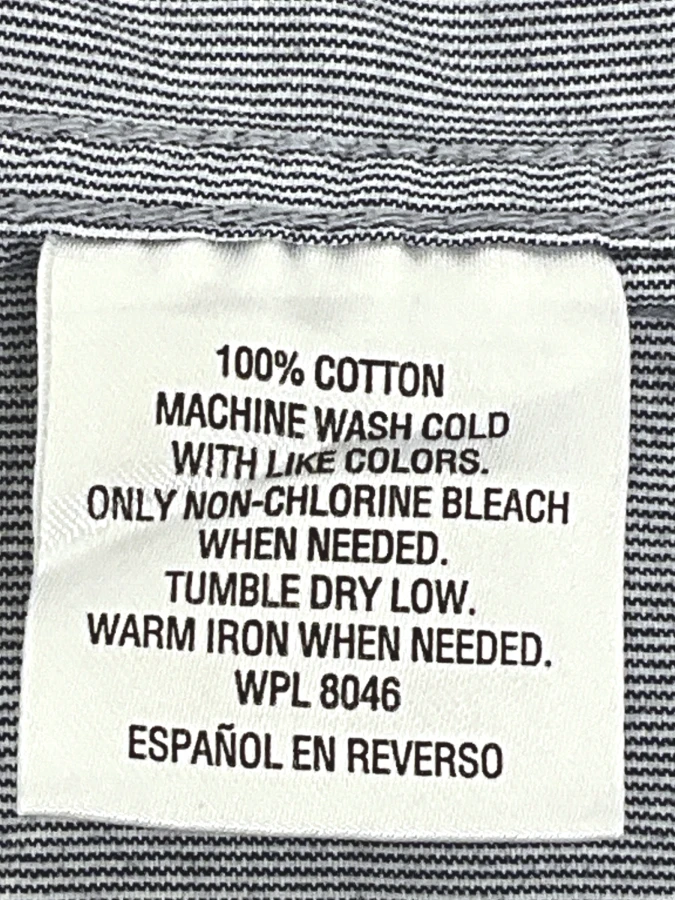 100% COTTON
MACHINE WASH COLD
WITH LIKE COLORS.
ONLY NON-CHLORINE BLEACH
WHEN NEEDED.
TUMBLE DRY LOW.
WARM IRON WHEN NEEDED.
WPL 8046
ESPAÑOL EN REVERSO